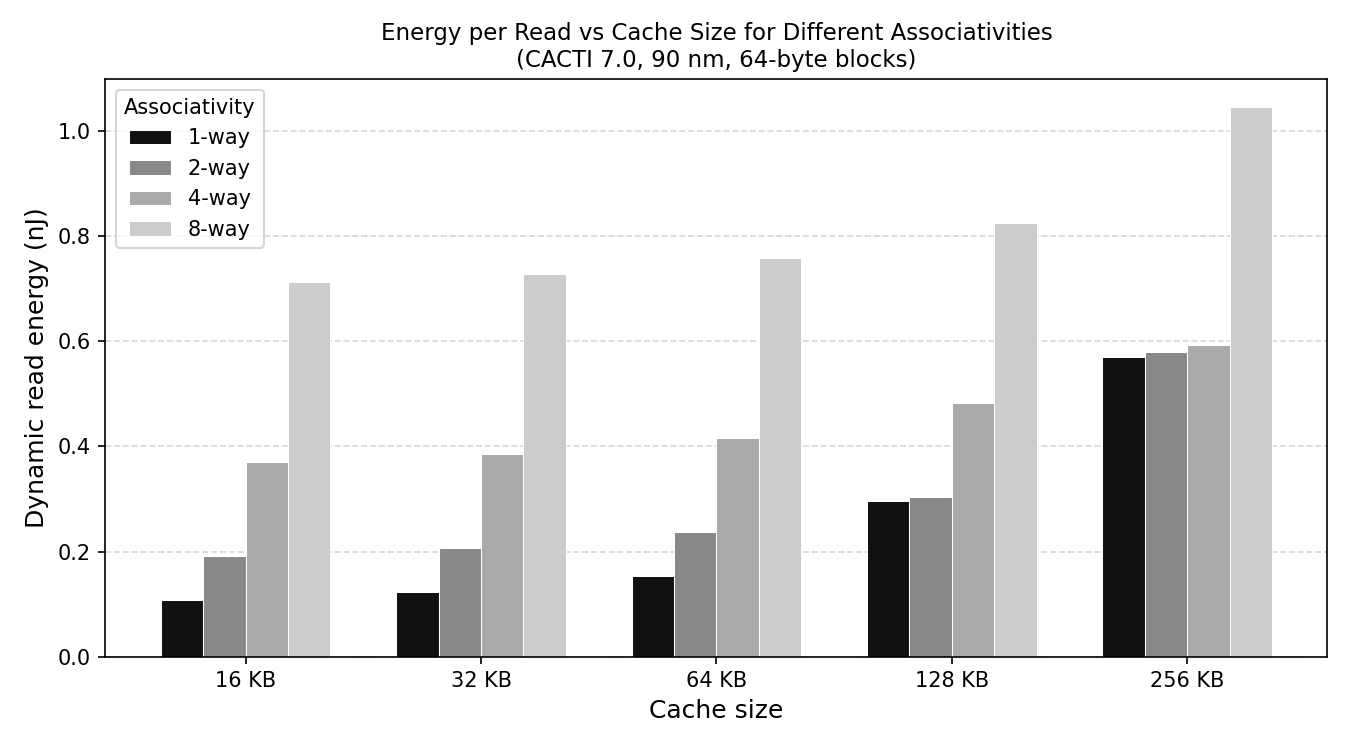 Energy per Read vs Cache Size for Different Associativities
(CACTI 7.0, 90 nm, 64-byte blocks)
Associativity
1-way
2-way
4-way
8-way
Dynamic read energy (nJ)
1.0
0.8
0.6
0.4
0.2
0.0
16 KB
32 KB
64 KB
128 KB
256 KB
Cache size